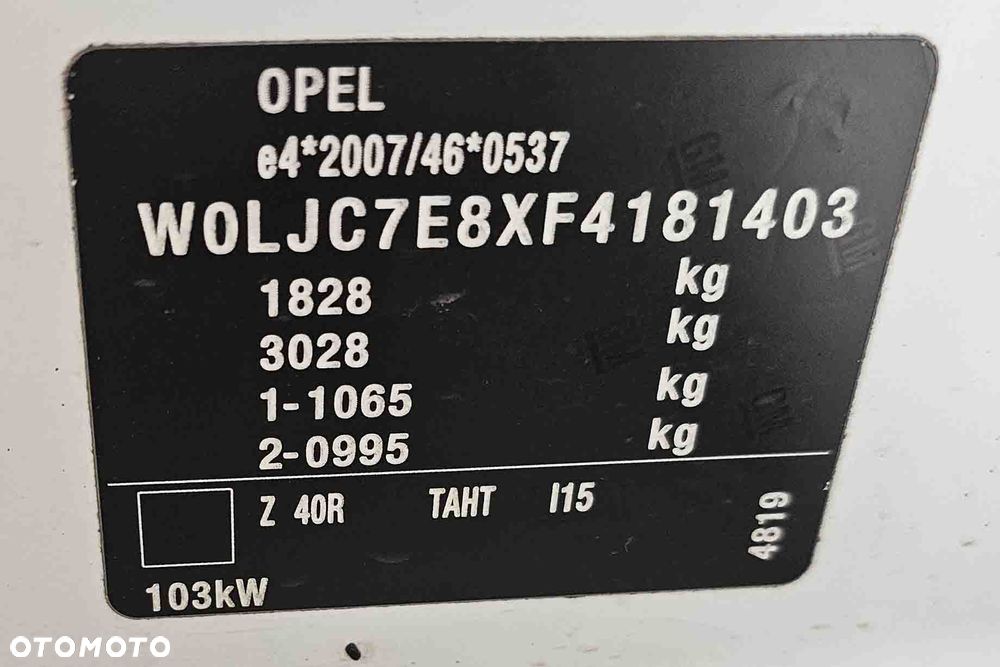 OPEL
e4*2007/46*0537
W0LJC7E8XF4181403
1828 kg
3028 kg
1-1065 kg
2-0995 kg
Z 40R TAHT I15
4819
103kW
OTOMOTO